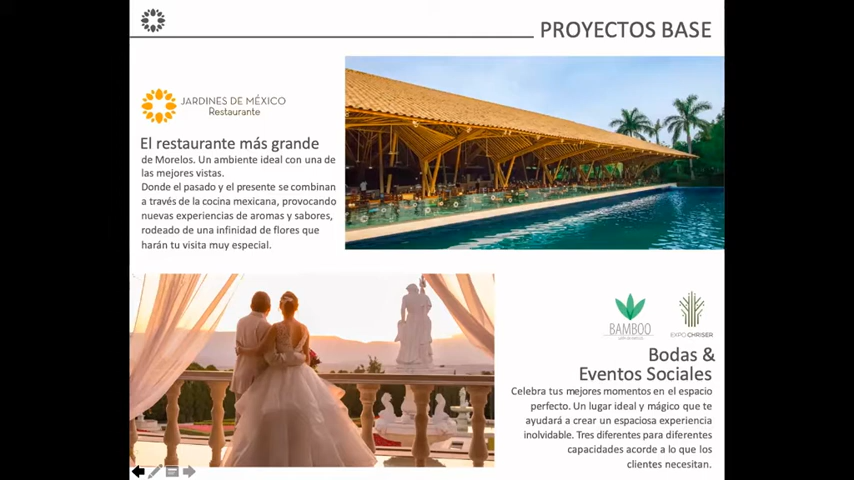 PROYECTOS BASE
JARDINES DE MÉXICO
Restaurante
El restaurante más grande
de Morelos. Un ambiente ideal con una de
las mejores vistas.
Donde el pasado y el presente se combinan
a través de la cocina mexicana, provocando
nuevas experiencias de aromas y sabores,
rodeado de una infinidad de flores que
harán tu visita muy especial.
BAMBOO
EXPO CHRISER
Bodas &
Eventos Sociales
Celebra tus mejores momentos en el espacio
perfecto. Un lugar ideal y mágico que te
ayudará a crear un espaciosa experiencia
inolvidable. Tres diferentes para diferentes
capacidades acorde a lo que los
clientes necesitan.